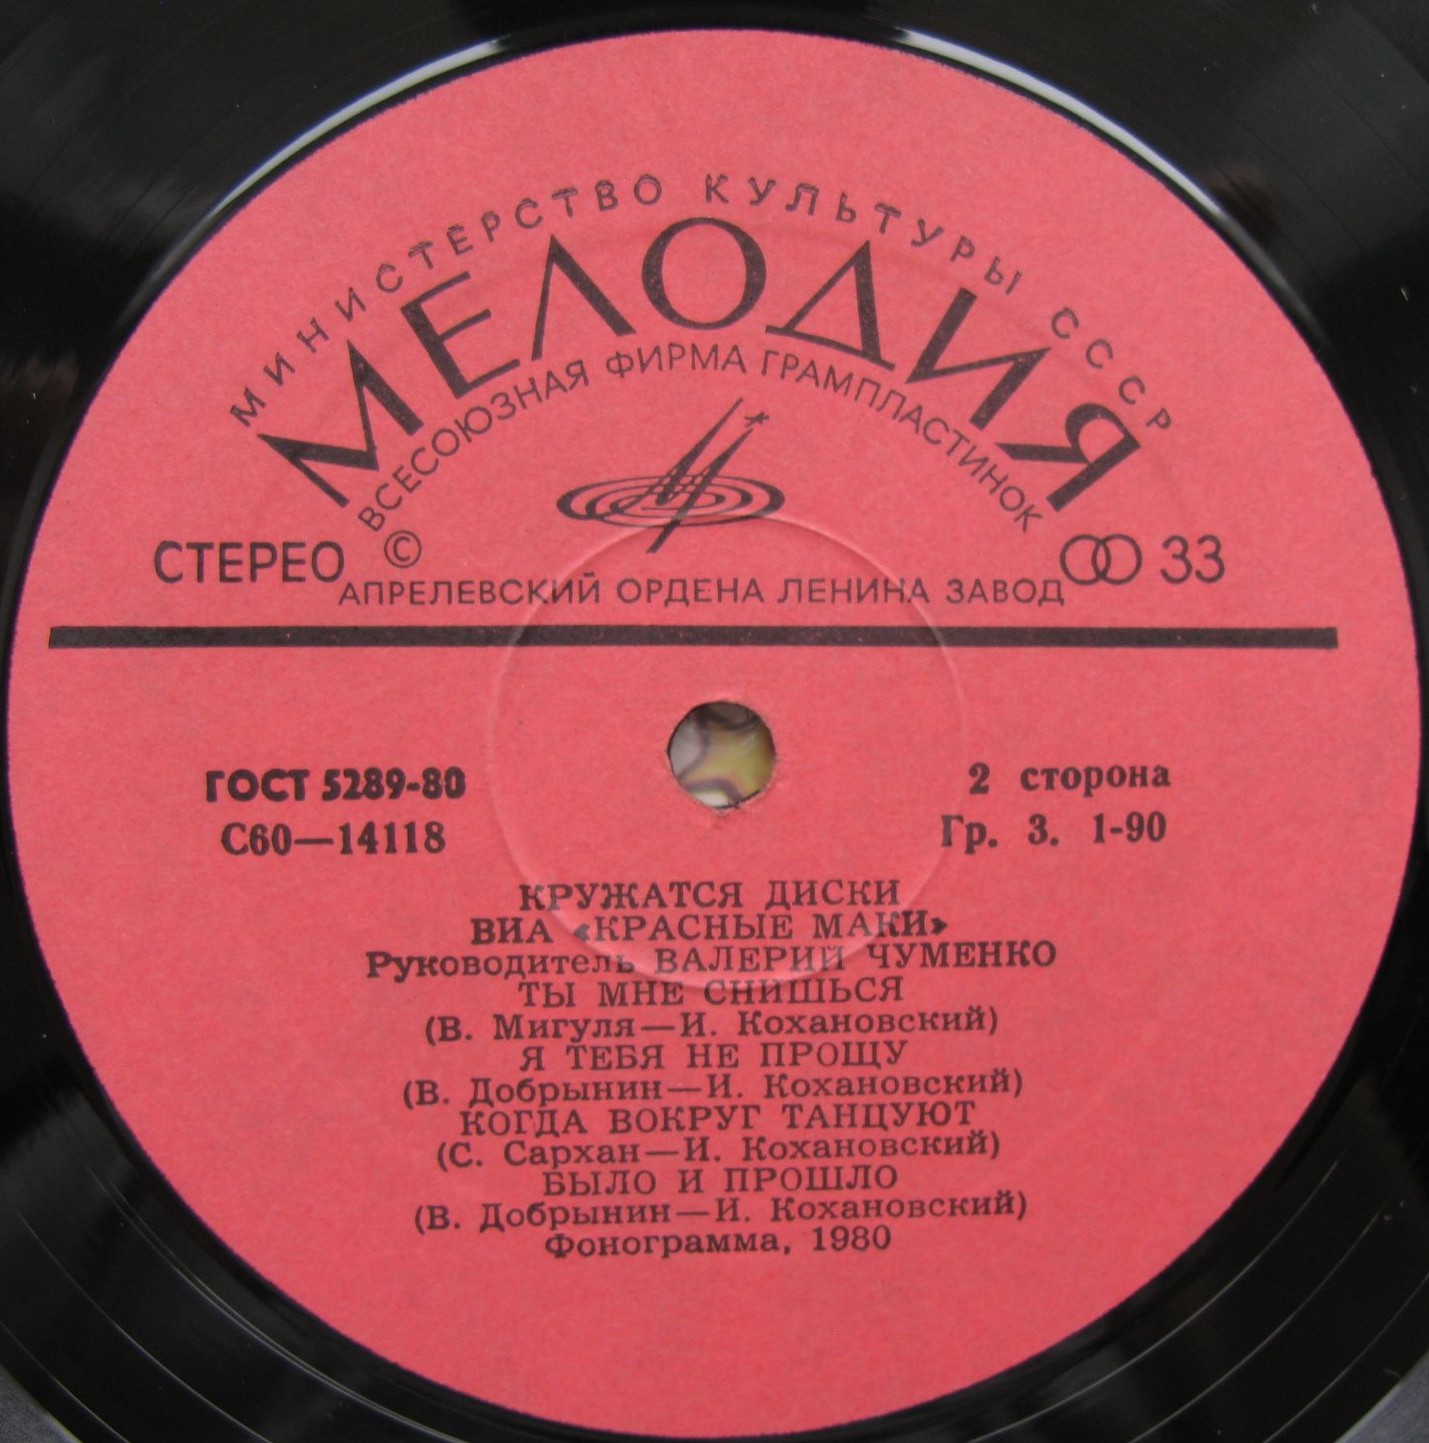 МИНИСТЕРСТВО КУЛЬТУРЫ СССР
МЕЛОДИЯ
ВСЕСОЮЗНАЯ ФИРМА ГРАМПЛАСТИНОК
СТЕРЕО © 33
АПРЕЛЕВСКИЙ ОРДЕНА ЛЕНИНА ЗАВОД
ГОСТ 5289-80
С60—14118
2 сторона
Гр. 3. 1-90
КРУЖАТСЯ ДИСКИ
ВИА «КРАСНЫЕ МАКИ»
Руководитель ВАЛЕРИЙ ЧУМЕНКО
ТЫ МНЕ СНИШЬСЯ
(В. Мигуля—И. Кохановский)
Я ТЕБЯ НЕ ПРОЩУ
(В. Добрынин—И. Кохановский)
КОГДА ВОКРУГ ТАНЦУЮТ
(С. Сархан—И. Кохановский)
БЫЛО И ПРОШЛО
(В. Добрынин—И. Кохановский)
Фонограмма, 1980